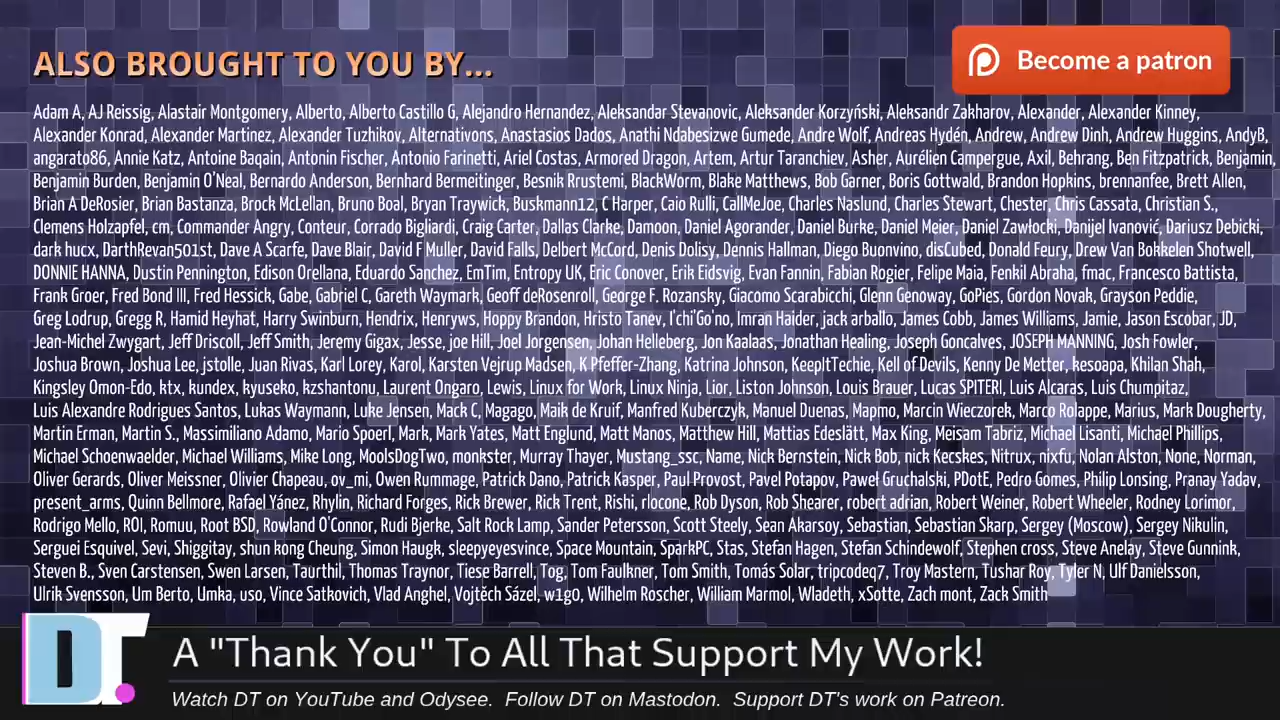 ALSO BROUGHT TO YOU BY...
Become a patron
Adam A, AJ Reissig, Alastair Montgomery, Alberto, Alberto Castillo G, Alejandro Hernandez, Aleksandar Stevanovic, Aleksander Korzyński, Aleksandr Zakharov, Alexander, Alexander Kinney,
Alexander Konrad, Alexander Martinez, Alexander Tuzhikov, Alternativons, Anastasios Dados, Anathi Ndabesizwe Gumede, Andre Wolf, Andreas Hydén, Andrew, Andrew Dinh, Andrew Huggins, AndyB,
angarato86, Annie Katz, Antoine Baqain, Antonin Fischer, Antonio Farinetti, Ariel Costas, Armored Dragon, Artem, Artur Taranchiev, Asher, Aurélien Campergue, Axil, Behrang, Ben Fitzpatrick, Benjamin,
Benjamin Burden, Benjamin O'Neal, Bernardo Anderson, Bernhard Bermeitinger, Besnik Rrustemi, BlackWorm, Blake Matthews, Bob Garner, Boris Gottwald, Brandon Hopkins, brennanfee, Brett Allen,
Brian A DeRosier, Brian Bastanza, Brock McLellan, Bruno Boal, Bryan Traywick, Buskmann12, C Harper, Caio Rulli, CallMeJoe, Charles Naslund, Charles Stewart, Chester, Chris Cassata, Christian S.,
Clemens Holzapfel, cm, Commander Angry, Conteur, Corrado Bigliardi, Craig Carter, Dallas Clarke, Damoon, Daniel Agorander, Daniel Burke, Daniel Meier, Daniel Zawłocki, Danijel Ivanović, Dariusz Debicki,
dark hucx, DarthRevan501st, Dave A Scarfe, Dave Blair, David F Muller, David Falls, Delbert McCord, Denis Dolisy, Dennis Hallman, Diego Buonvino, disCubed, Donald Feury, Drew Van Bokkelen Shotwell,
DONNIE HANNA, Dustin Pennington, Edison Orellana, Eduardo Sanchez, EmTim, Entropy UK, Eric Conover, Erik Eidsvig, Evan Fannin, Fabian Rogier, Felipe Maia, Fenkil Abraha, fmac, Francesco Battista,
Frank Groer, Fred Bond III, Fred Hessick, Gabe, Gabriel C, Gareth Waymark, Geoff deRosenroll, George F. Rozansky, Giacomo Scarabicchi, Glenn Genoway, GoPies, Gordon Novak, Grayson Peddie,
Greg Lodrup, Gregg R, Hamid Heyhat, Harry Swinburn, Hendrix, Henryws, Hoppy Brandon, Hristo Tanev, I'chi'Go'no, Imran Haider, jack arballo, James Cobb, James Williams, Jamie, Jason Escobar, JD,
Jean-Michel Zwygart, Jeff Driscoll, Jeff Smith, Jeremy Gigax, Jesse, joe Hill, Joel Jorgensen, Johan Helleberg, Jon Kaalaas, Jonathan Healing, Joseph Goncalves, JOSEPH MANNING, Josh Fowler,
Joshua Brown, Joshua Lee, jstolle, Juan Rivas, Karl Lorey, Karol, Karsten Vejrup Madsen, K Pfeffer-Zhang, Katrina Johnson, KeepItTechie, Kell of Devils, Kenny De Metter, kesoapa, Khilan Shah,
Kingsley Omon-Edo, ktx, kundex, kyuseko, kzshantonu, Laurent Ongaro, Lewis, Linux for Work, Linux Ninja, Lior, Liston Johnson, Louis Brauer, Lucas SPITERI, Luis Alcaras, Luis Chumpitaz,
Luis Alexandre Rodrigues Santos, Lukas Waymann, Luke Jensen, Mack C, Magago, Maik de Kruif, Manfred Kuberczyk, Manuel Duenas, Mapmo, Marcin Wieczorek, Marco Rolappe, Marius, Mark Dougherty,
Martin Erman, Martin S., Massimiliano Adamo, Mario Spoerl, Mark, Mark Yates, Matt Englund, Matt Manos, Matthew Hill, Mattias Edeslätt, Max King, Meisam Tabriz, Michael Lisanti, Michael Phillips,
Michael Schoenwaelder, Michael Williams, Mike Long, MoolsDogTwo, monkster, Murray Thayer, Mustang_ssc, Name, Nick Bernstein, Nick Bob, nick Kecskes, Nitrux, nixfu, Nolan Alston, None, Norman,
Oliver Gerards, Oliver Meissner, Olivier Chapeau, ov_mi, Owen Rummage, Patrick Dano, Patrick Kasper, Paul Provost, Pavel Potapov, Paweł Gruchalski, PDotE, Pedro Gomes, Philip Lonsing, Pranay Yadav,
present_arms, Quinn Bellmore, Rafael Yánez, Rhylin, Richard Forges, Rick Brewer, Rick Trent, Rishi, rlocone, Rob Dyson, Rob Shearer, robert adrian, Robert Weiner, Robert Wheeler, Rodney Lorimor,
Rodrigo Mello, ROI, Romuu, Root BSD, Rowland O'Connor, Rudi Bjerke, Salt Rock Lamp, Sander Petersson, Scott Steely, Sean Akarsoy, Sebastian, Sebastian Skarp, Sergey (Moscow), Sergey Nikulin,
Serguei Esquivel, Sevi, Shiggitay, shun kong Cheung, Simon Haugk, sleepyeyesvince, Space Mountain, SparkPC, Stas, Stefan Hagen, Stefan Schindewolf, Stephen cross, Steve Anelay, Steve Gunnink,
Steven B., Sven Carstensen, Swen Larsen, Taurthil, Thomas Traynor, Tiese Barrell, Tog, Tom Faulkner, Tom Smith, Tomás Solar, tripcodeq7, Troy Mastern, Tushar Roy, Tyler N, Ulf Danielsson,
Ulrik Svensson, Um Berto, Umka, uso, Vince Satkovich, Vlad Anghel, Vojtěch Sázel, w1g0, Wilhelm Roscher, William Marmol, Wladeth, xSotte, Zach mont, Zack Smith
DT
A "Thank You" To All That Support My Work!
Watch DT on YouTube and Odysee. Follow DT on Mastodon. Support DT's work on Patreon.